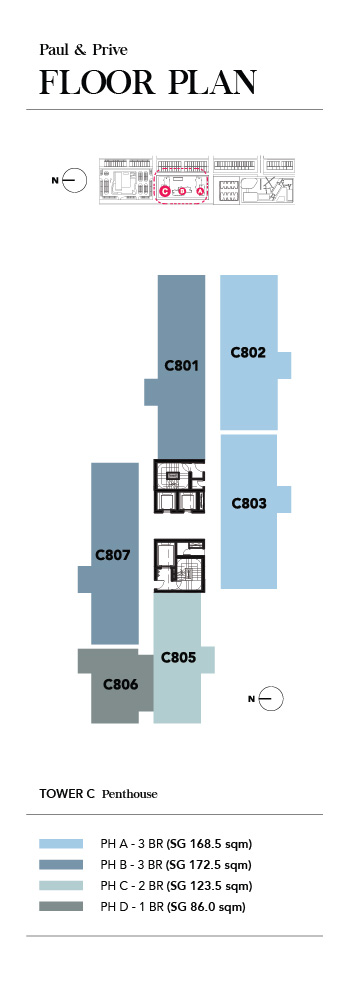 Paul & Prive
FLOOR PLAN
N
C D A
C801
C802
C803
C807
C805
C806
N
TOWER C Penthouse
PH A - 3 BR (SG 168.5 sqm)
PH B - 3 BR (SG 172.5 sqm)
PH C - 2 BR (SG 123.5 sqm)
PH D - 1 BR (SG 86.0 sqm)